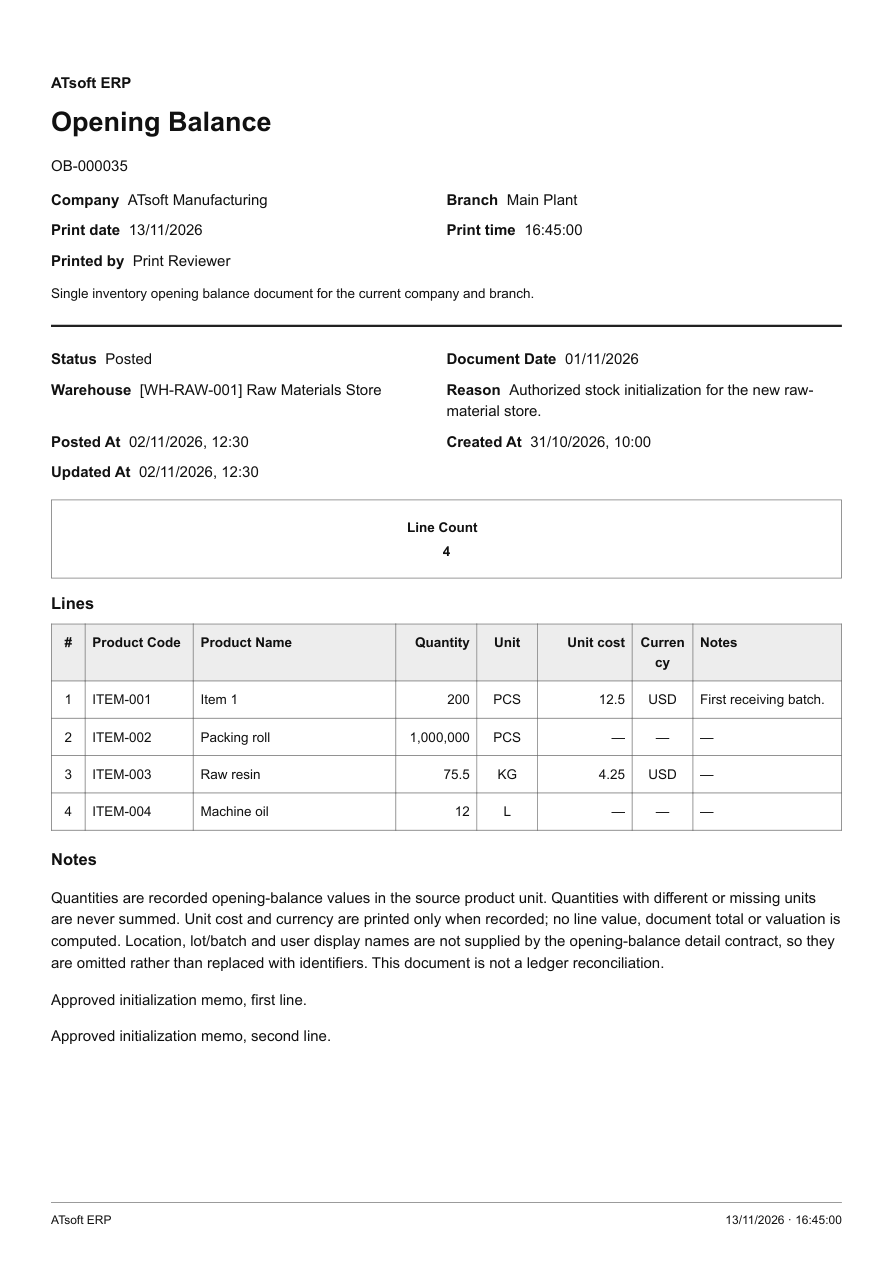 ATsoft ERP
Opening Balance
OB-000035
Company ATsoft Manufacturing
Branch Main Plant
Print date 13/11/2026
Print time 16:45:00
Printed by Print Reviewer
Single inventory opening balance document for the current company and branch.
Status Posted
Document Date 01/11/2026
Warehouse [WH-RAW-001] Raw Materials Store
Reason Authorized stock initialization for the new raw-
material store.
Posted At 02/11/2026, 12:30
Created At 31/10/2026, 10:00
Updated At 02/11/2026, 12:30
Line Count
4
Lines
# Product Code Product Name Quantity Unit Unit cost Curren
cy Notes
1 ITEM-001 Item 1 200 PCS 12.5 USD First receiving batch.
2 ITEM-002 Packing roll 1,000,000 PCS — — —
3 ITEM-003 Raw resin 75.5 KG 4.25 USD —
4 ITEM-004 Machine oil 12 L — — —
Notes
Quantities are recorded opening-balance values in the source product unit. Quantities with different or missing units
are never summed. Unit cost and currency are printed only when recorded; no line value, document total or valuation is
computed. Location, lot/batch and user display names are not supplied by the opening-balance detail contract, so they
are omitted rather than replaced with identifiers. This document is not a ledger reconciliation.
Approved initialization memo, first line.
Approved initialization memo, second line.
ATsoft ERP
13/11/2026 · 16:45:00